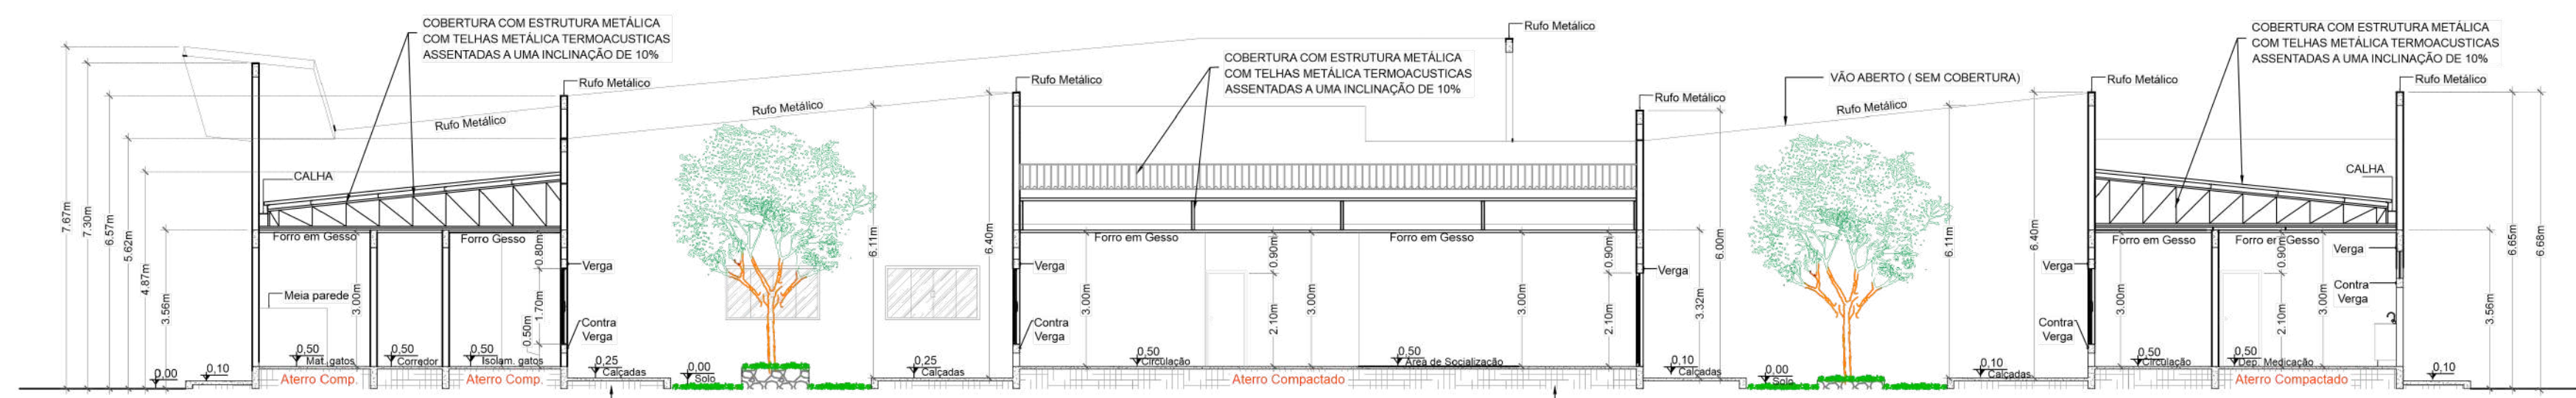 COBERTURA COM ESTRUTURA METÁLICA
COM TELHAS METÁLICA TERMOACUSTICAS
ASSENTADAS A UMA INCLINAÇÃO DE 10%
Rufo Metálico
Rufo Metálico
CALHA
7.67m
7.30m
6.57m
5.62m
4.87m
3.56m
Forro em Gesso
Forro Gesso
0.80m
Verga
Meia parede
3.00m
1.70m
0.50m
Contra
Verga
0,00
0,10
0,50
Mat. gatos
0,50
Corredor
0,50
Isolam. gatos
Aterro Comp.
Aterro Comp.
0,25
Calçadas
0,00
Solo
0,25
Calçadas
Rufo Metálico
6.11m
6.40m
Rufo Metálico
COBERTURA COM ESTRUTURA METÁLICA
COM TELHAS METÁLICA TERMOACUSTICAS
ASSENTADAS A UMA INCLINAÇÃO DE 10%
Rufo Metálico
Rufo Metálico
Forro em Gesso
Forro em Gesso
Verga
Contra
Verga
3.00m
0.90m
2.10m
3.00m
3.00m
0.90m
2.10m
0,50
Circulação
0,50
Área de Socialização
Aterro Compactado
Verga
6.00m
3.32m
0,10
Calçadas
0,00
Solo
0,10
Calçadas
VÃO ABERTO ( SEM COBERTURA)
Rufo Metálico
6.11m
6.40m
Rufo Metálico
COBERTURA COM ESTRUTURA METÁLICA
COM TELHAS METÁLICA TERMOACUSTICAS
ASSENTADAS A UMA INCLINAÇÃO DE 10%
Rufo Metálico
CALHA
Forro em Gesso
Forro em Gesso
Verga
Verga
Contra
Verga
Contra
Verga
3.00m
0.90m
2.10m
3.00m
0,50
Circulação
0,50
Dep. Medicação
Aterro Compactado
0,10
3.56m
6.65m
6.68m